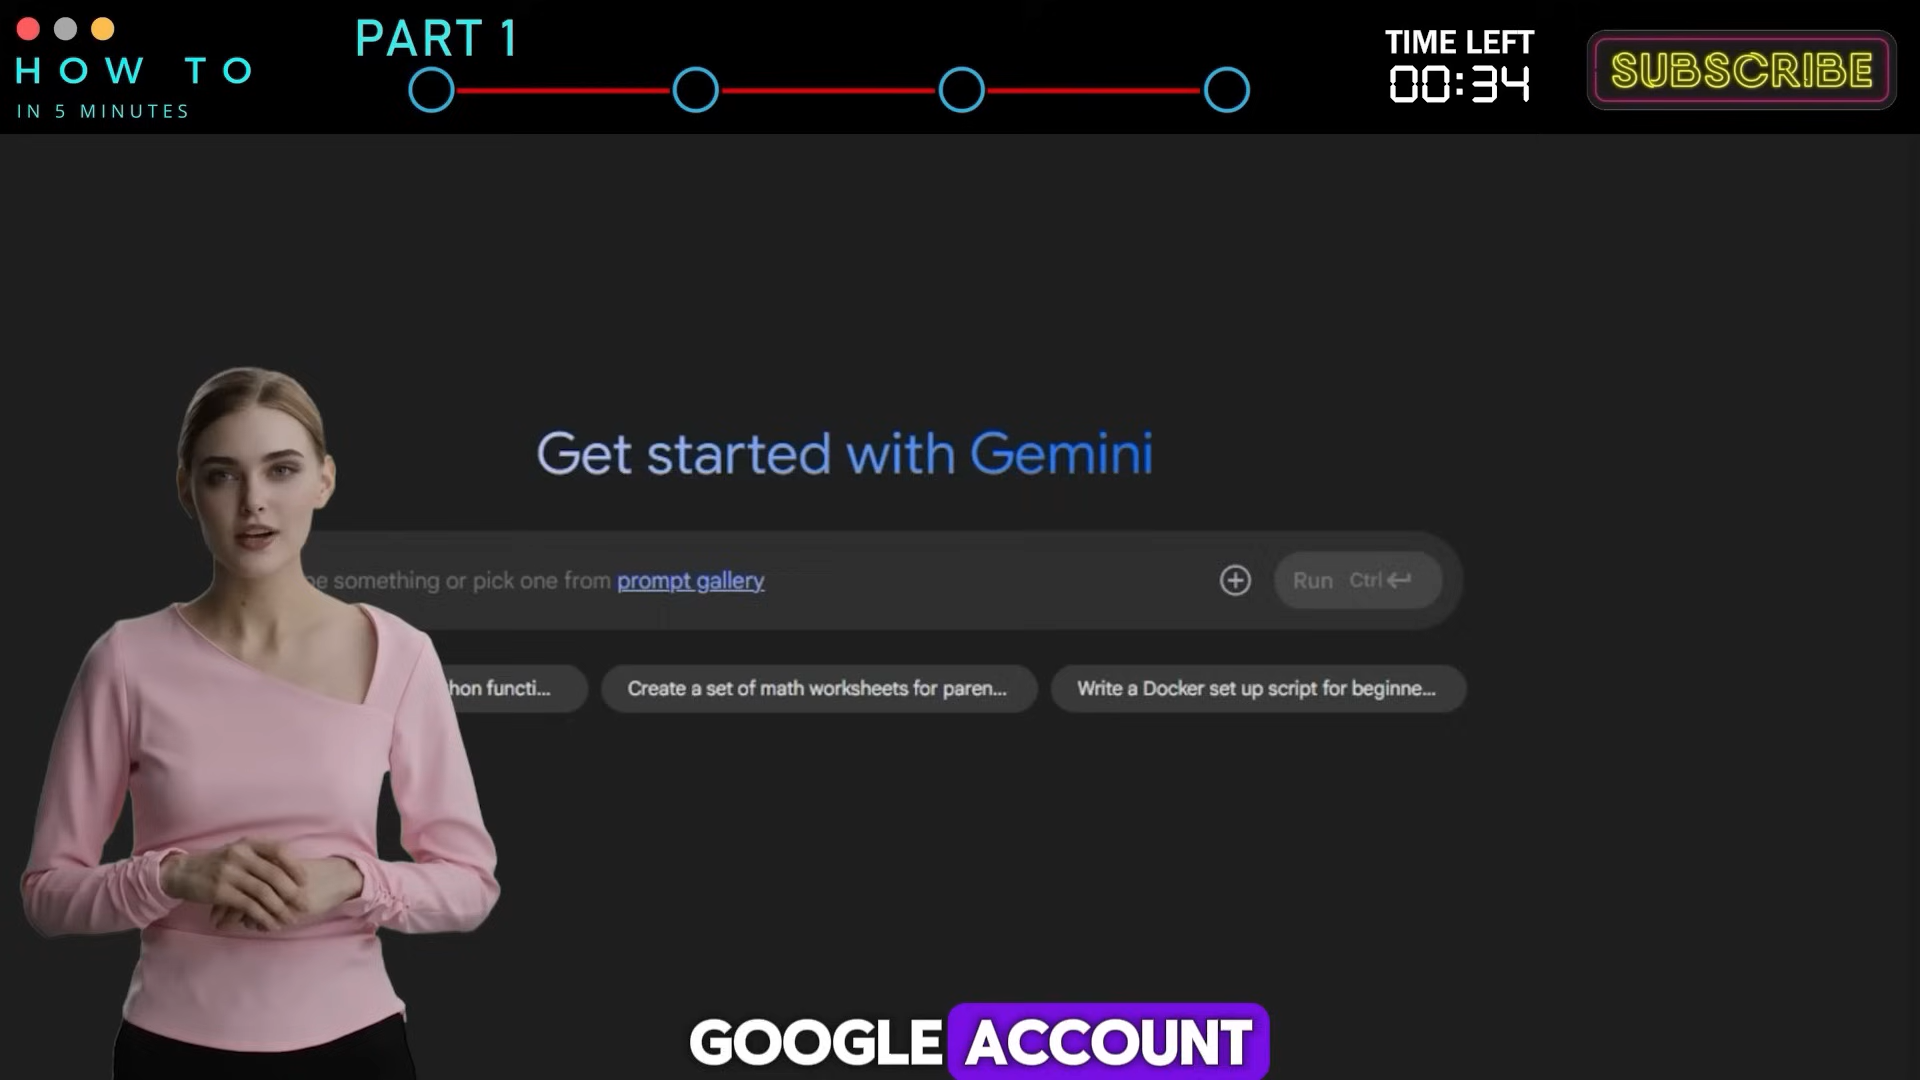 HOW TO
IN 5 MINUTES
PART 1
TIME LEFT
00:34
SUBSCRIBE
Get started with Gemini
something or pick one from prompt gallery
Run Ctrl
functi...
Create a set of math worksheets for paren...
Write a Docker set up script for beginne...
GOOGLE ACCOUNT